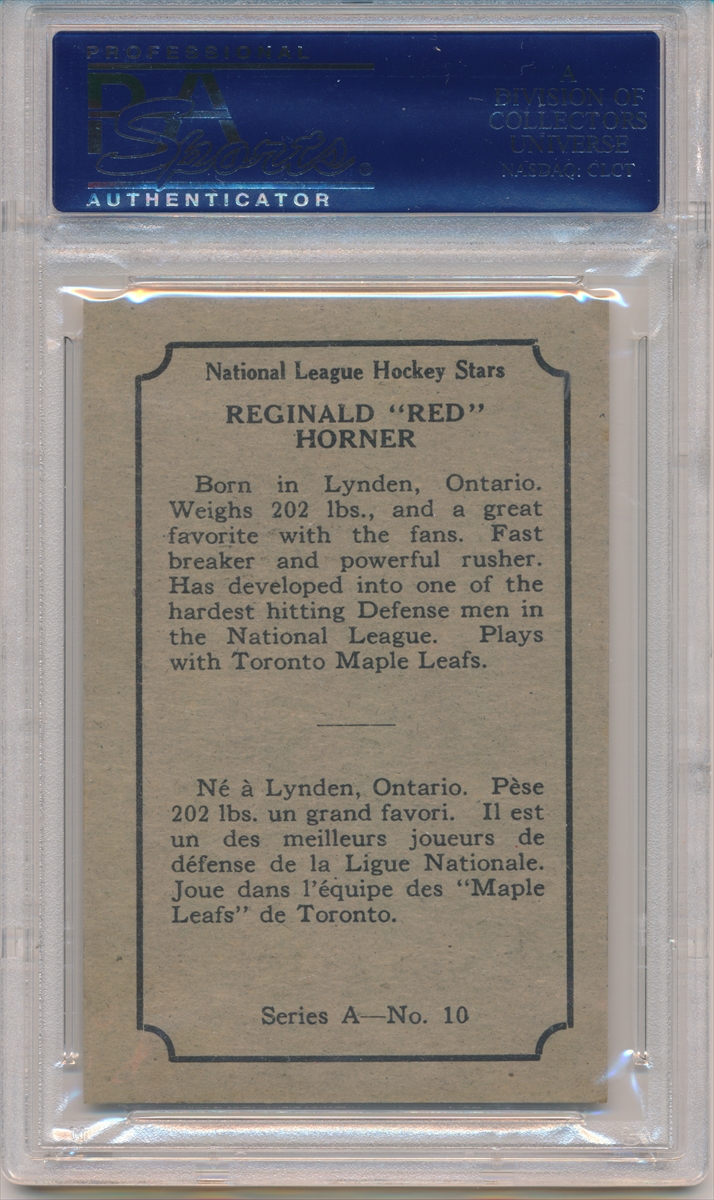 PROFESSIONAL
PSA
Sports
AUTHENTICATOR
A
DIVISION OF
COLLECTORS
UNIVERSE
NASDAQ: CLCT
National League Hockey Stars
REGINALD “RED”
HORNER
Born in Lynden, Ontario.
Weighs 202 lbs., and a great
favorite with the fans. Fast
breaker and powerful rusher.
Has developed into one of the
hardest hitting Defense men in
the National League. Plays
with Toronto Maple Leafs.
Né à Lynden, Ontario. Pèse
202 lbs. un grand favori. Il est
un des meilleurs joueurs de
défense de la Ligue Nationale.
Joue dans l'équipe des “Maple
Leafs” de Toronto.
Series A—No. 10